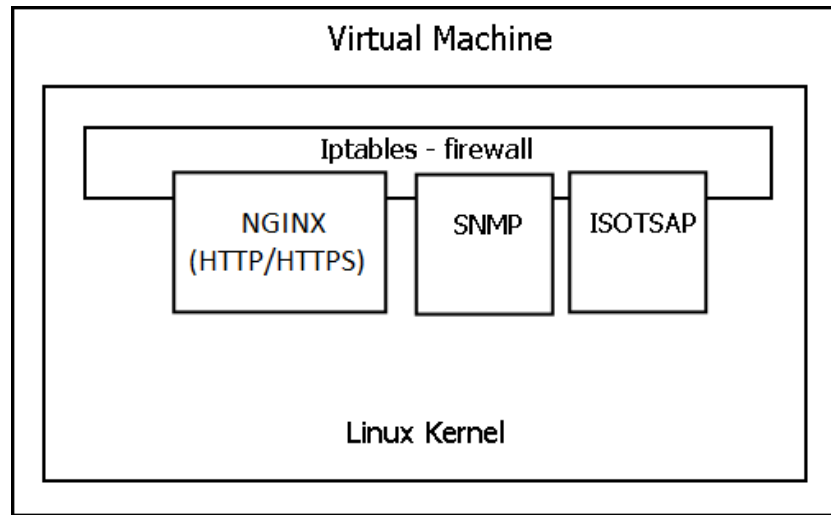 Virtual Machine
Iptables - firewall
NGINX
(HTTP/HTTPS)
SNMP
ISOTSAP
Linux Kernel